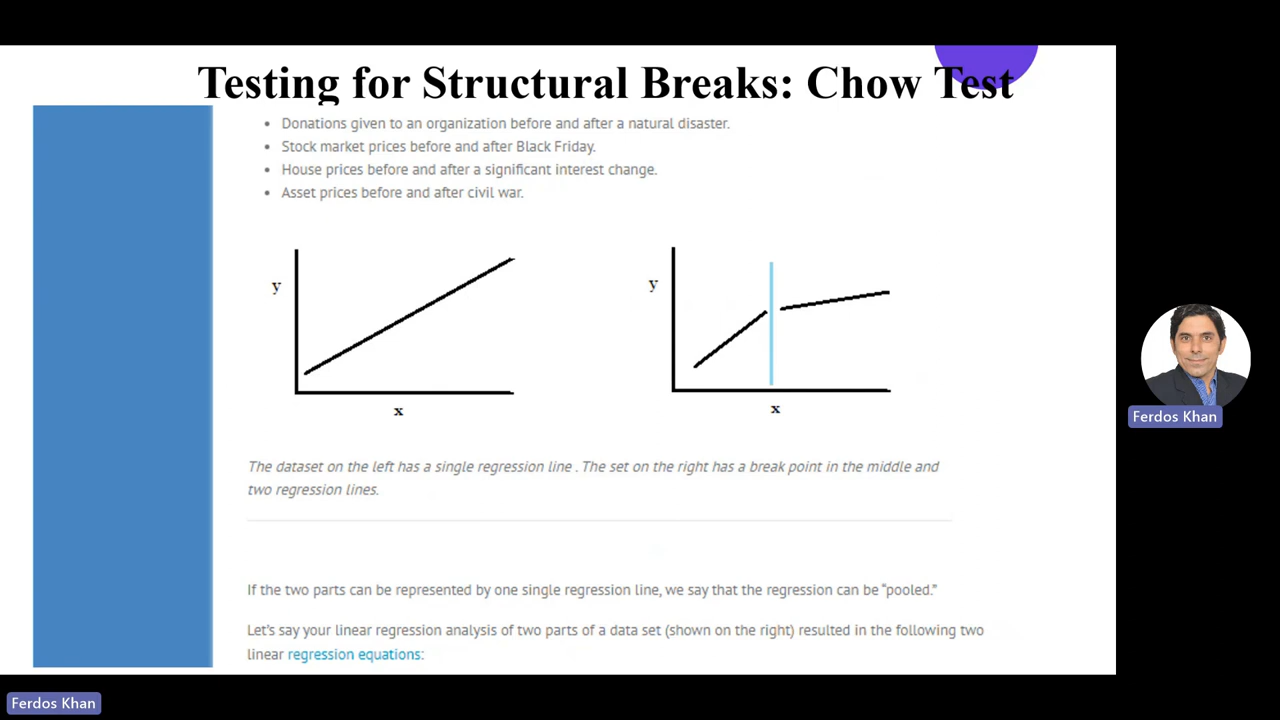 Testing for Structural Breaks: Chow Test
• Donations given to an organization before and after a natural disaster.
• Stock market prices before and after Black Friday.
• House prices before and after a significant interest change.
• Asset prices before and after civil war.
y
x
y
x
The dataset on the left has a single regression line . The set on the right has a break point in the middle and
two regression lines.
If the two parts can be represented by one single regression line, we say that the regression can be “pooled.”
Let’s say your linear regression analysis of two parts of a data set (shown on the right) resulted in the following two
linear regression equations:
Ferdos Khan
Ferdos Khan